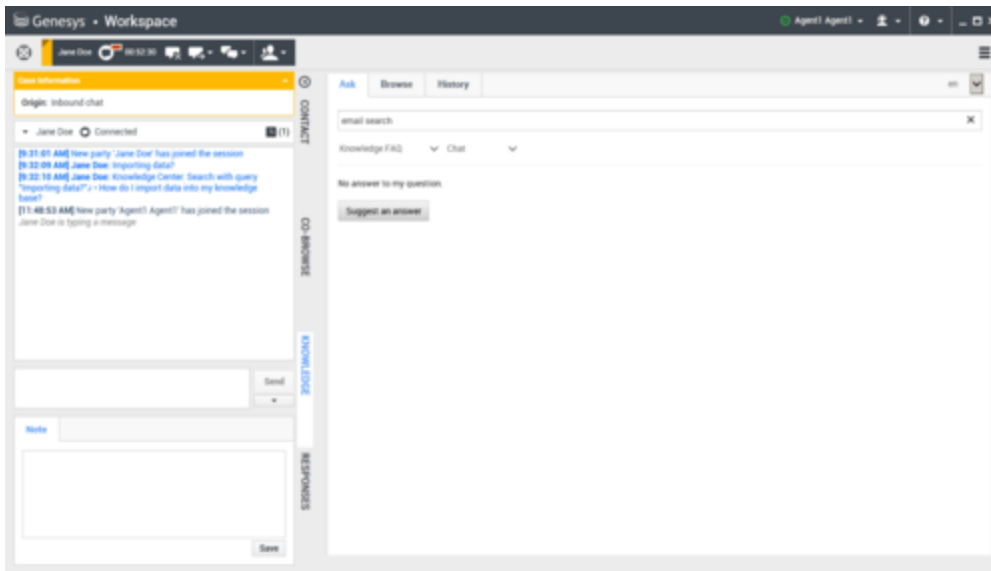 Genesys • Workspace
Agent1 Agent1
Jane Doe 00:52:30
Case Information
Origin: Inbound chat
Jane Doe Connected (1)
[9:31:01 AM] New party 'Jane Doe' has joined the session
[9:32:09 AM] Jane Doe: Importing data?
[9:32:10 AM] Jane Doe: Knowledge Center: Search with query
"Importing data?" - How do I import data into my knowledge
base?
[11:48:53 AM] New party 'Agent1 Agent1' has joined the session
Jane Doe is typing a message
Send
Note
Save
CONTACT
CO-BROWSE
KNOWLEDGE
RESPONSES
Ask Browse History en
email search
Knowledge FAQ Chat
No answer to my question.
Suggest an answer